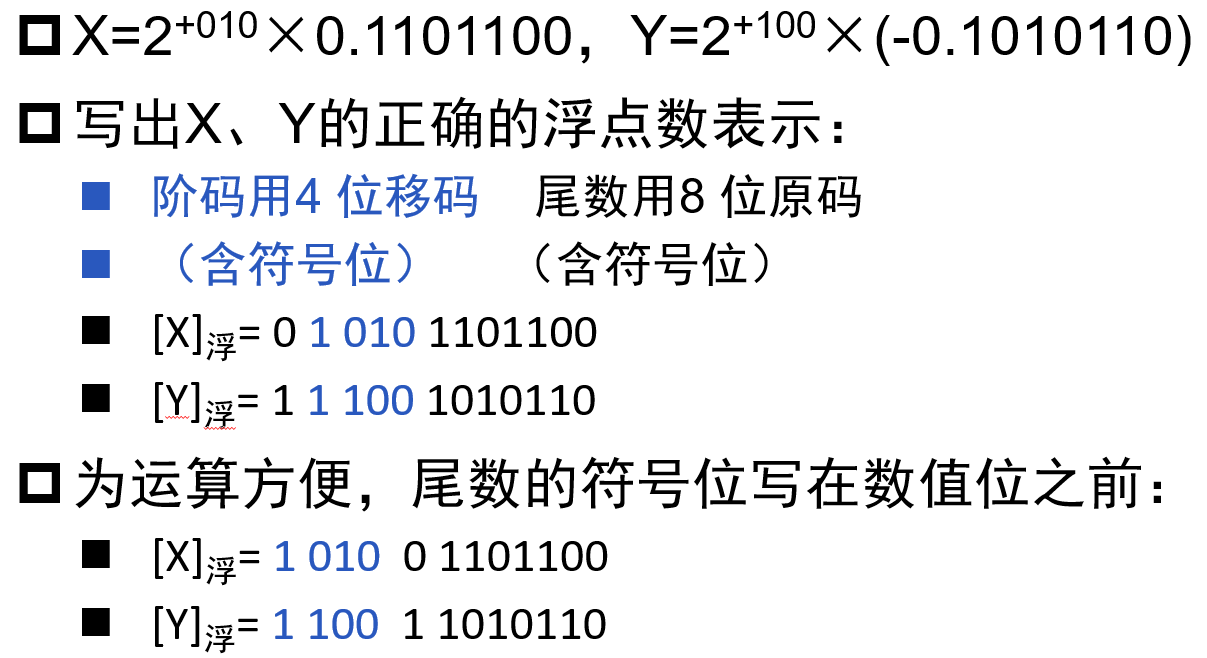 X=2+010×0.1101100，Y=2+100×(-0.1010110)
写出X、Y的正确的浮点数表示：
阶码用4 位移码 尾数用8 位原码
（含符号位） （含符号位）
[X]浮= 0 1 010 1101100
[Y]浮= 1 1 100 1010110
为运算方便，尾数的符号位写在数值位之前：
[X]浮= 1 010 0 1101100
[Y]浮= 1 100 1 1010110